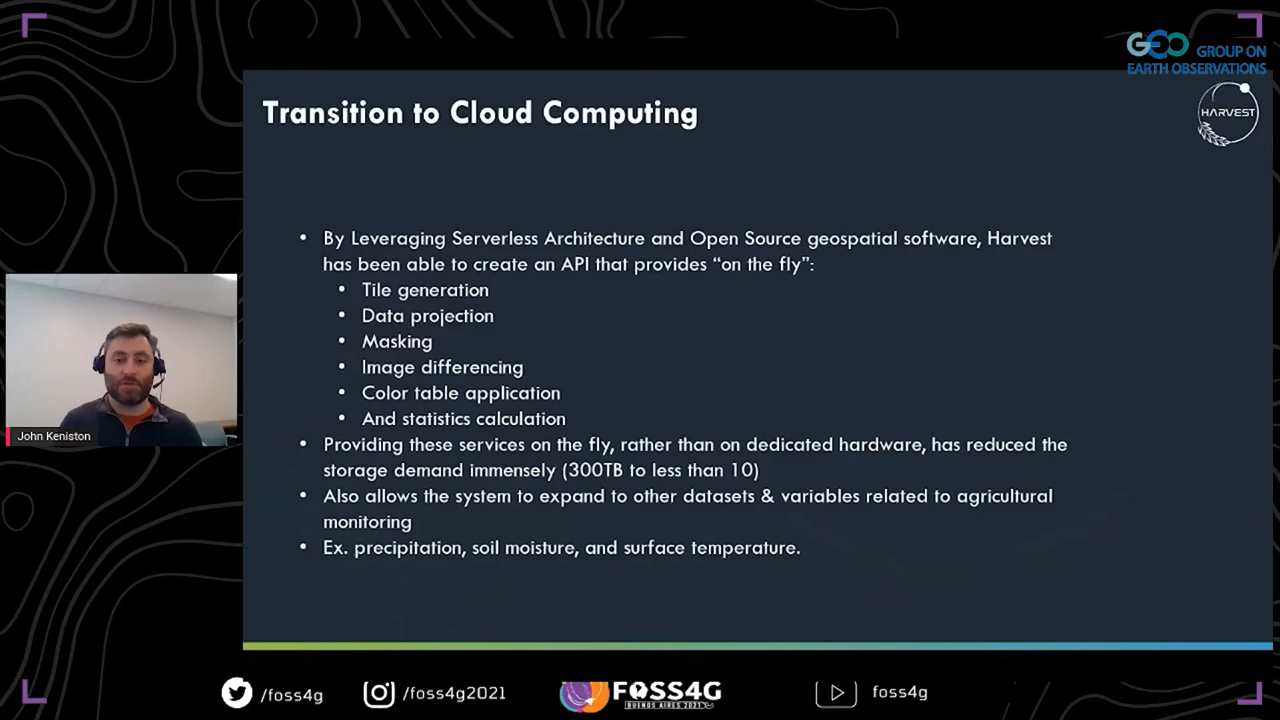 GEO GROUP ON
EARTH OBSERVATIONS
Transition to Cloud Computing
HARVEST
• By Leveraging Serverless Architecture and Open Source geospatial software, Harvest
has been able to create an API that provides “on the fly”:
• Tile generation
• Data projection
• Masking
• Image differencing
• Color table application
• And statistics calculation
• Providing these services on the fly, rather than on dedicated hardware, has reduced the
storage demand immensely (300TB to less than 10)
• Also allows the system to expand to other datasets & variables related to agricultural
monitoring
• Ex. precipitation, soil moisture, and surface temperature.
John Keniston
/foss4g
/foss4g2021
FOSS4G
BUENOS AIRES 2021
foss4g